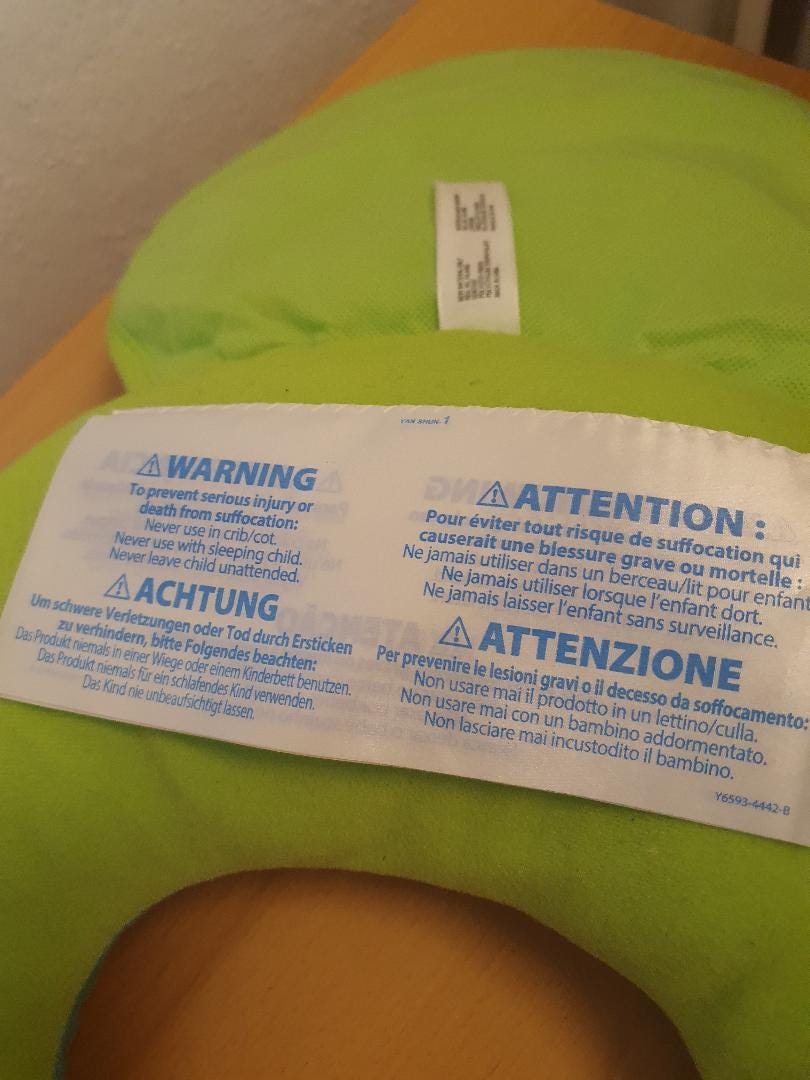 YAN SHUN-1
⚠ WARNING
To prevent serious injury or
death from suffocation:
Never use in crib/cot.
Never use with sleeping child.
Never leave child unattended.
⚠ ACHTUNG
Um schwere Verletzungen oder Tod durch Ersticken
zu verhindern, bitte Folgendes beachten:
Das Produkt niemals in einer Wiege oder einem Kinderbett benutzen.
Das Produkt niemals für ein schlafendes Kind verwenden.
Das Kind nie unbeaufsichtigt lassen.
⚠ ATTENTION :
Pour éviter tout risque de suffocation qui
causerait une blessure grave ou mortelle :
Ne jamais utiliser dans un berceau/lit pour enfant
Ne jamais utiliser lorsque l'enfant dort.
Ne jamais laisser l'enfant sans surveillance.
⚠ ATTENZIONE
Per prevenire le lesioni gravi o il decesso da soffocamento:
Non usare mai il prodotto in un lettino/culla.
Non usare mai con un bambino addormentato.
Non lasciare mai incustodito il bambino.
Y6593-4442-B